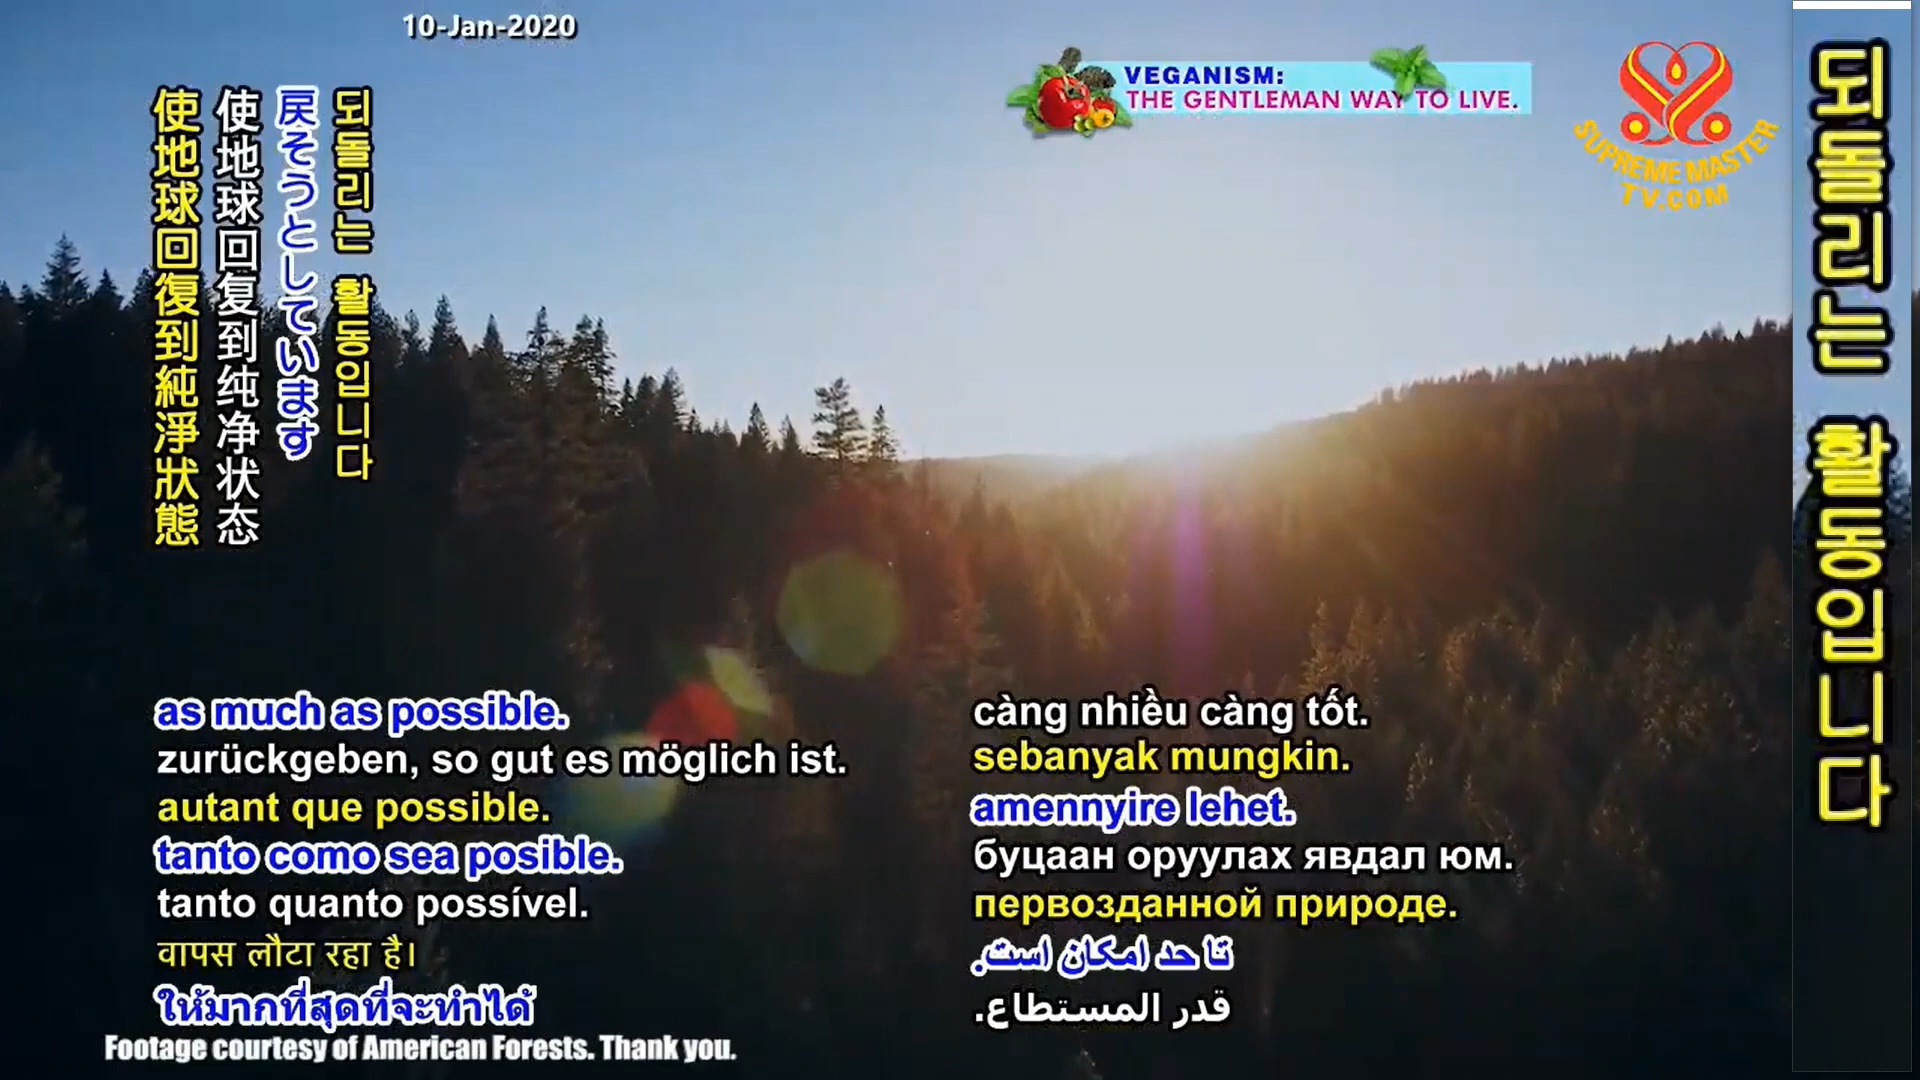 10-Jan-2020
VEGANISM:
THE GENTLEMAN WAY TO LIVE.
SUPREME MASTER
TV.COM
되돌리는 활동입니다
되돌리는 활동입니다
戻そうとしています
使地球回复到纯净状态
使地球回復到純淨狀態
as much as possible.
zurückgeben, so gut es möglich ist.
autant que possible.
tanto como sea posible.
tanto quanto possível.
वापस लौटा रहा है।
ให้มากที่สุดที่จะทำได้
càng nhiều càng tốt.
sebanyak mungkin.
amennyire lehet.
буцаан оруулах явдал юм.
первозданной природе.
تا حد امکان است.
قدر المستطاع.
Footage courtesy of American Forests. Thank you.